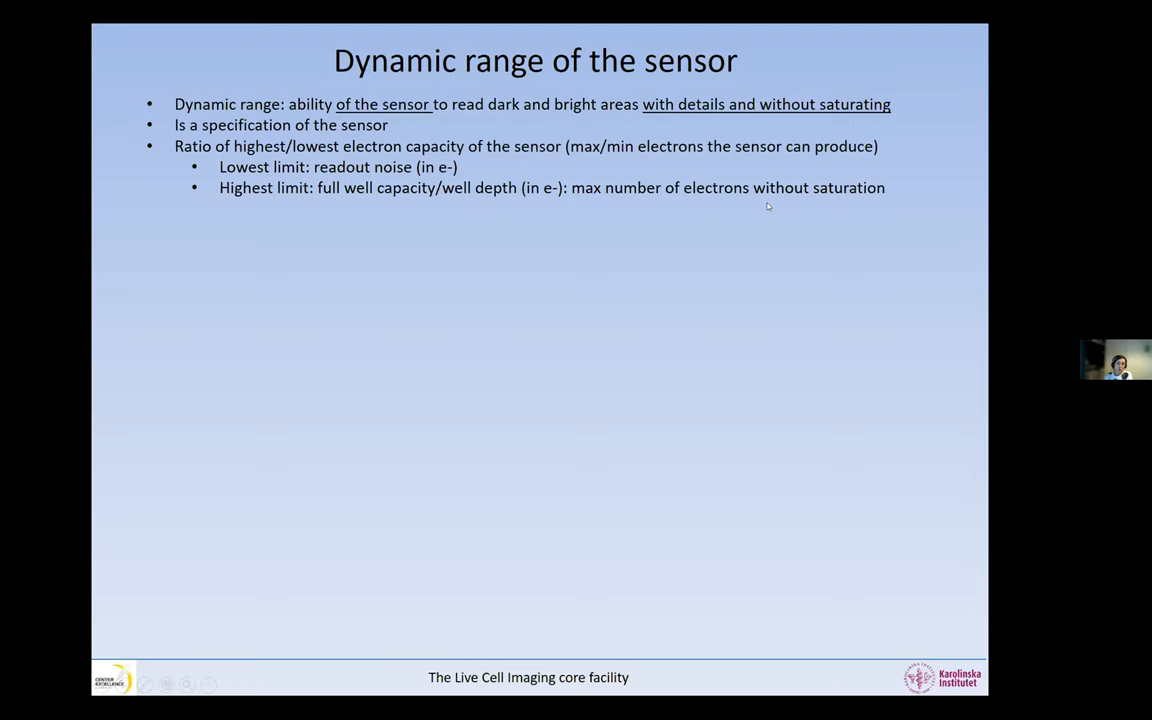 Dynamic range of the sensor
• Dynamic range: ability of the sensor to read dark and bright areas with details and without saturating
• Is a specification of the sensor
• Ratio of highest/lowest electron capacity of the sensor (max/min electrons the sensor can produce)
• Lowest limit: readout noise (in e-)
• Highest limit: full well capacity/well depth (in e-): max number of electrons without saturation
The Live Cell Imaging core facility
Karolinska
Institutet